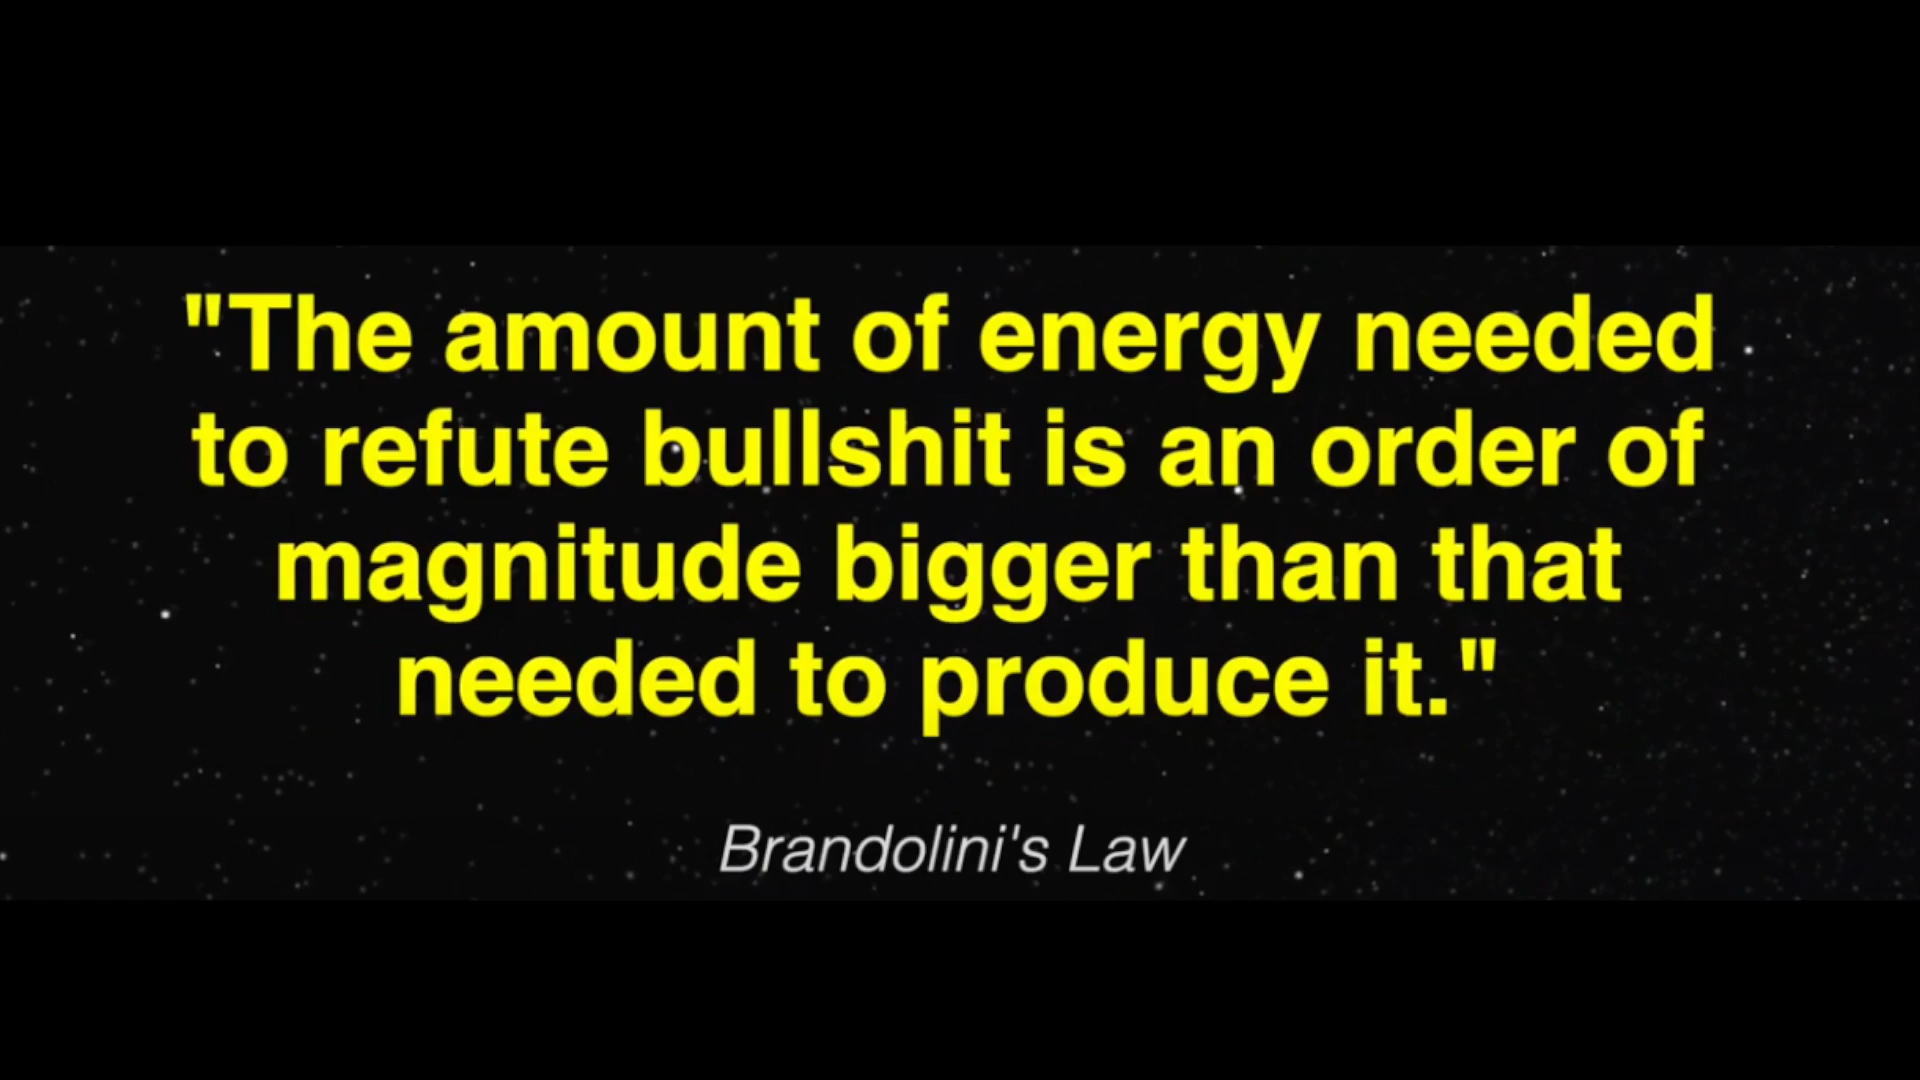 "The amount of energy needed
to refute bullshit is an order of
magnitude bigger than that
needed to produce it."
Brandolini's Law